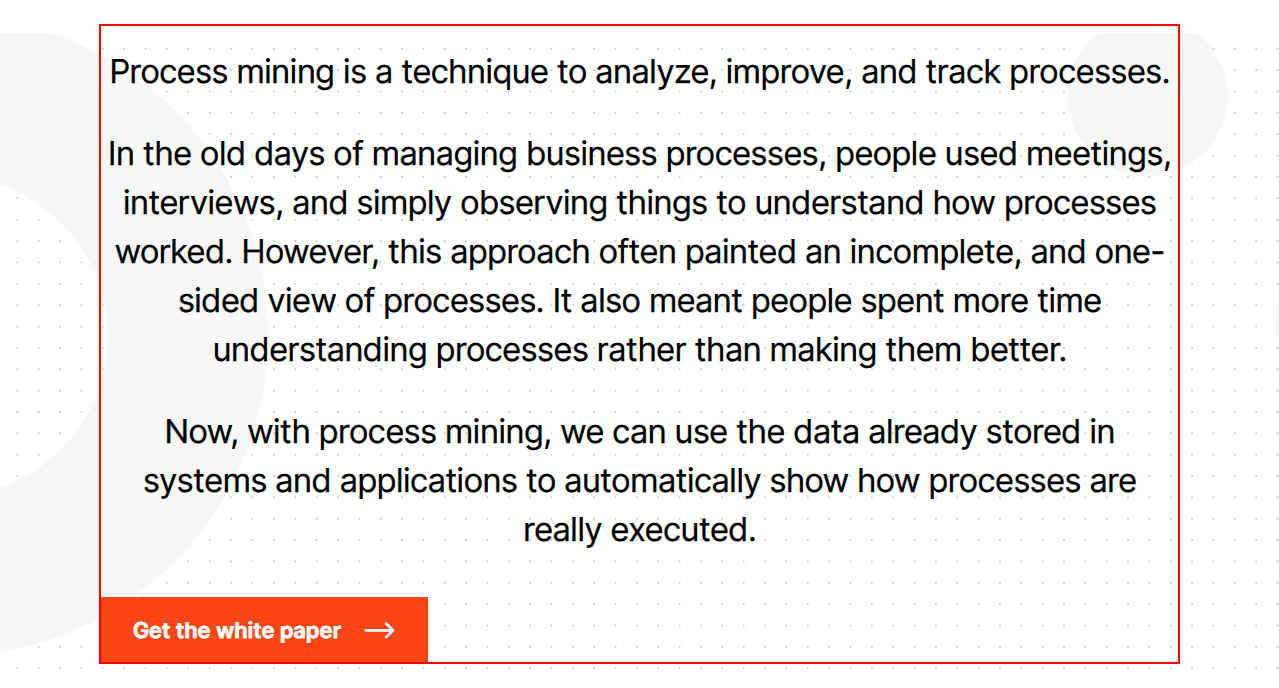 Process mining is a technique to analyze, improve, and track processes.
In the old days of managing business processes, people used meetings,
interviews, and simply observing things to understand how processes
worked. However, this approach often painted an incomplete, and one-
sided view of processes. It also meant people spent more time
understanding processes rather than making them better.
Now, with process mining, we can use the data already stored in
systems and applications to automatically show how processes are
really executed.
Get the white paper